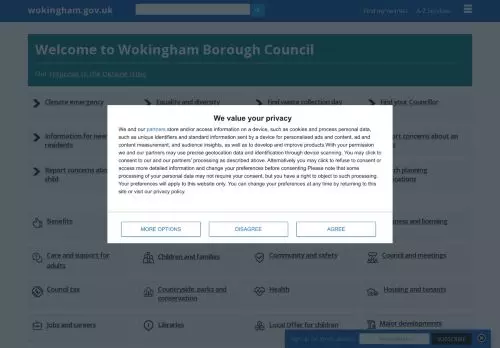 wokingham.gov.uk
Find my nearest A-Z Services
Welcome to Wokingham Borough Council
Our response to the Ukraine crisis
Climate emergency
Equality and diversity
Find waste collection day
Find your Councillor
Information for new
residents
concerns about an
Report concerns about
child
planning
We value your privacy
We and our partners store and/or access information on a device, such as cookies and process personal data,
such as unique identifiers and standard information sent by a device for personalised ads and content, ad and
content measurement, and audience insights, as well as to develop and improve products.With your permission
we and our partners may use precise geolocation data and identification through device scanning. You may click to
consent to our and our partners' processing as described above. Alternatively you may click to refuse to consent or
access more detailed information and change your preferences before consenting.Please note that some
processing of your personal data may not require your consent, but you have a right to object to such processing.
Your preferences will apply to this website only. You can change your preferences at any time by returning to
this site or visit our privacy policy.
MORE OPTIONS
DISAGREE
AGREE
Benefits
and licensing
Care and support for
adults
Children and families
Community and safety
Council and meetings
Council tax
Countryside, parks and
conservation
Health
Housing and tenants
Jobs and careers
Libraries
Local Offer for children
Major developments
Sign up for email bulletins
SUBSCRIBE